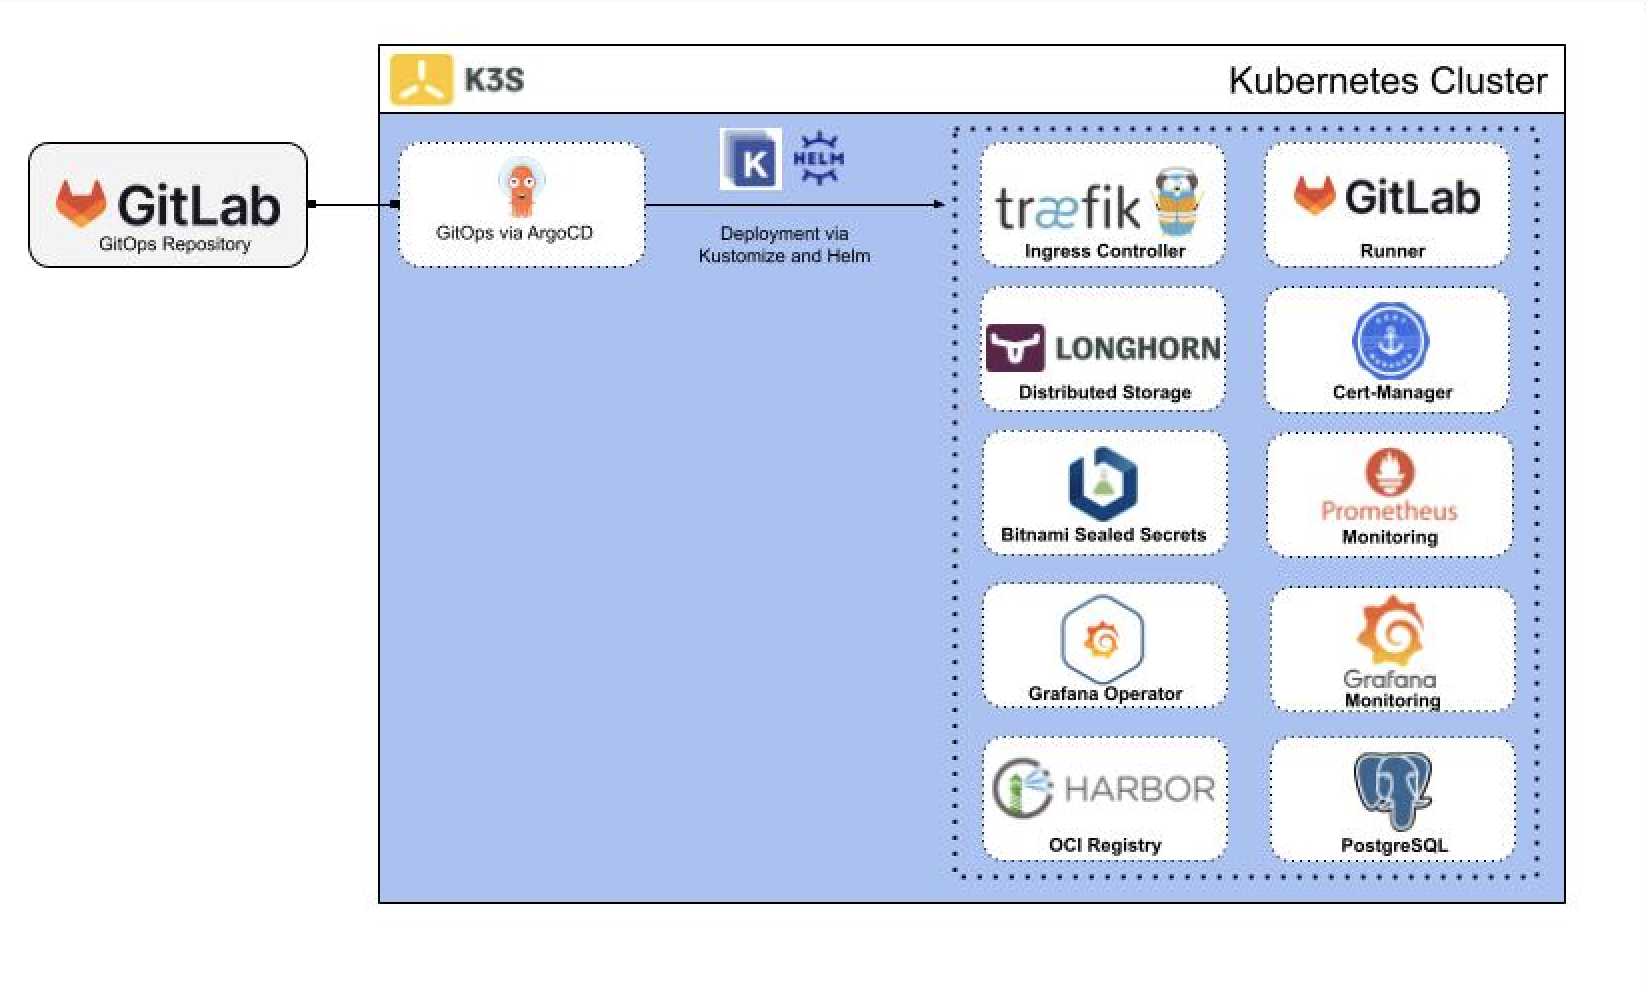 K3S
Kubernetes Cluster
GitLab
GitOps Repository
GitOps via ArgoCD
K
HELM
Deployment via
Kustomize and Helm
træfik
Ingress Controller
GitLab
Runner
LONGHORN
Distributed Storage
CERT
MANAGER
Cert-Manager
Bitnami Sealed Secrets
Prometheus
Monitoring
Grafana Operator
Grafana
Monitoring
HARBOR
OCI Registry
PostgreSQL